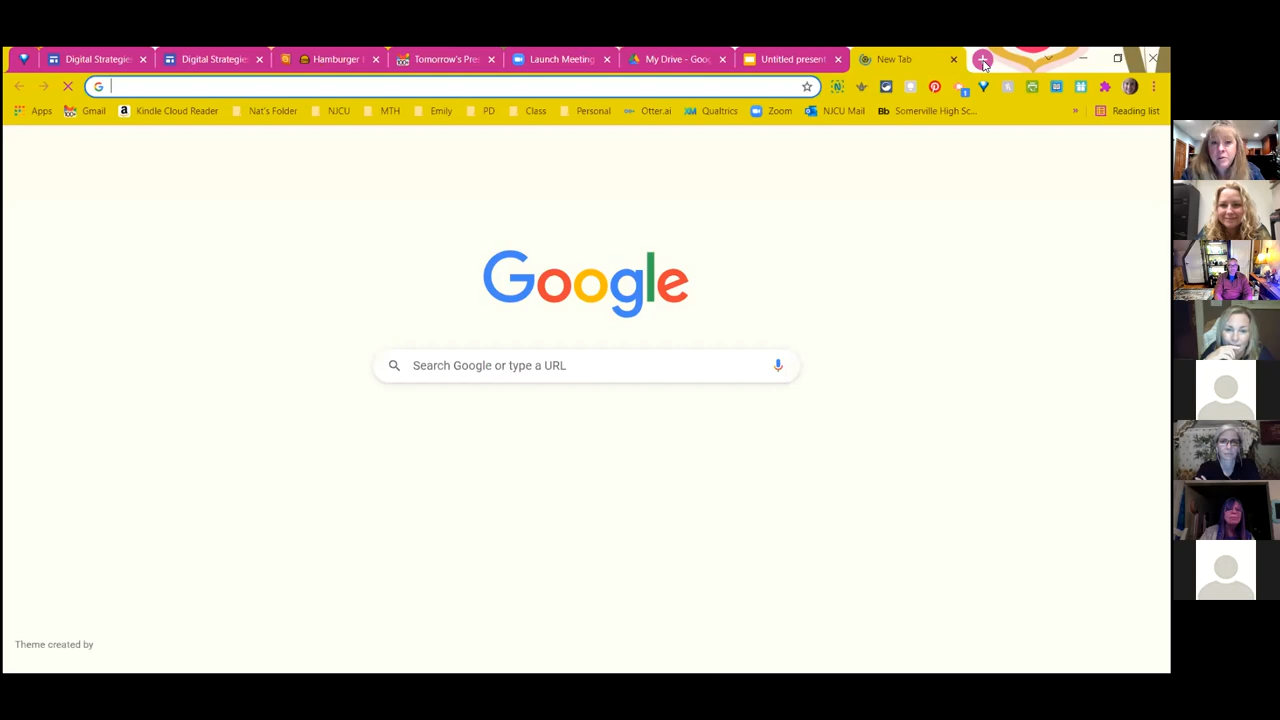 Digital Strategie
Digital Strategie
Hamburger
Tomorrow's Pre
Launch Meeting
My Drive - Goog
Untitled present
New Tab
Apps
Gmail
Kindle Cloud Reader
Nat's Folder
NJCU
MTH
Emily
PD
Class
Personal
Otter.ai
Qualtrics
Zoom
NJCU Mail
Bb Somerville High Sc...
»
Reading list
Google
Search Google or type a URL
Theme created by